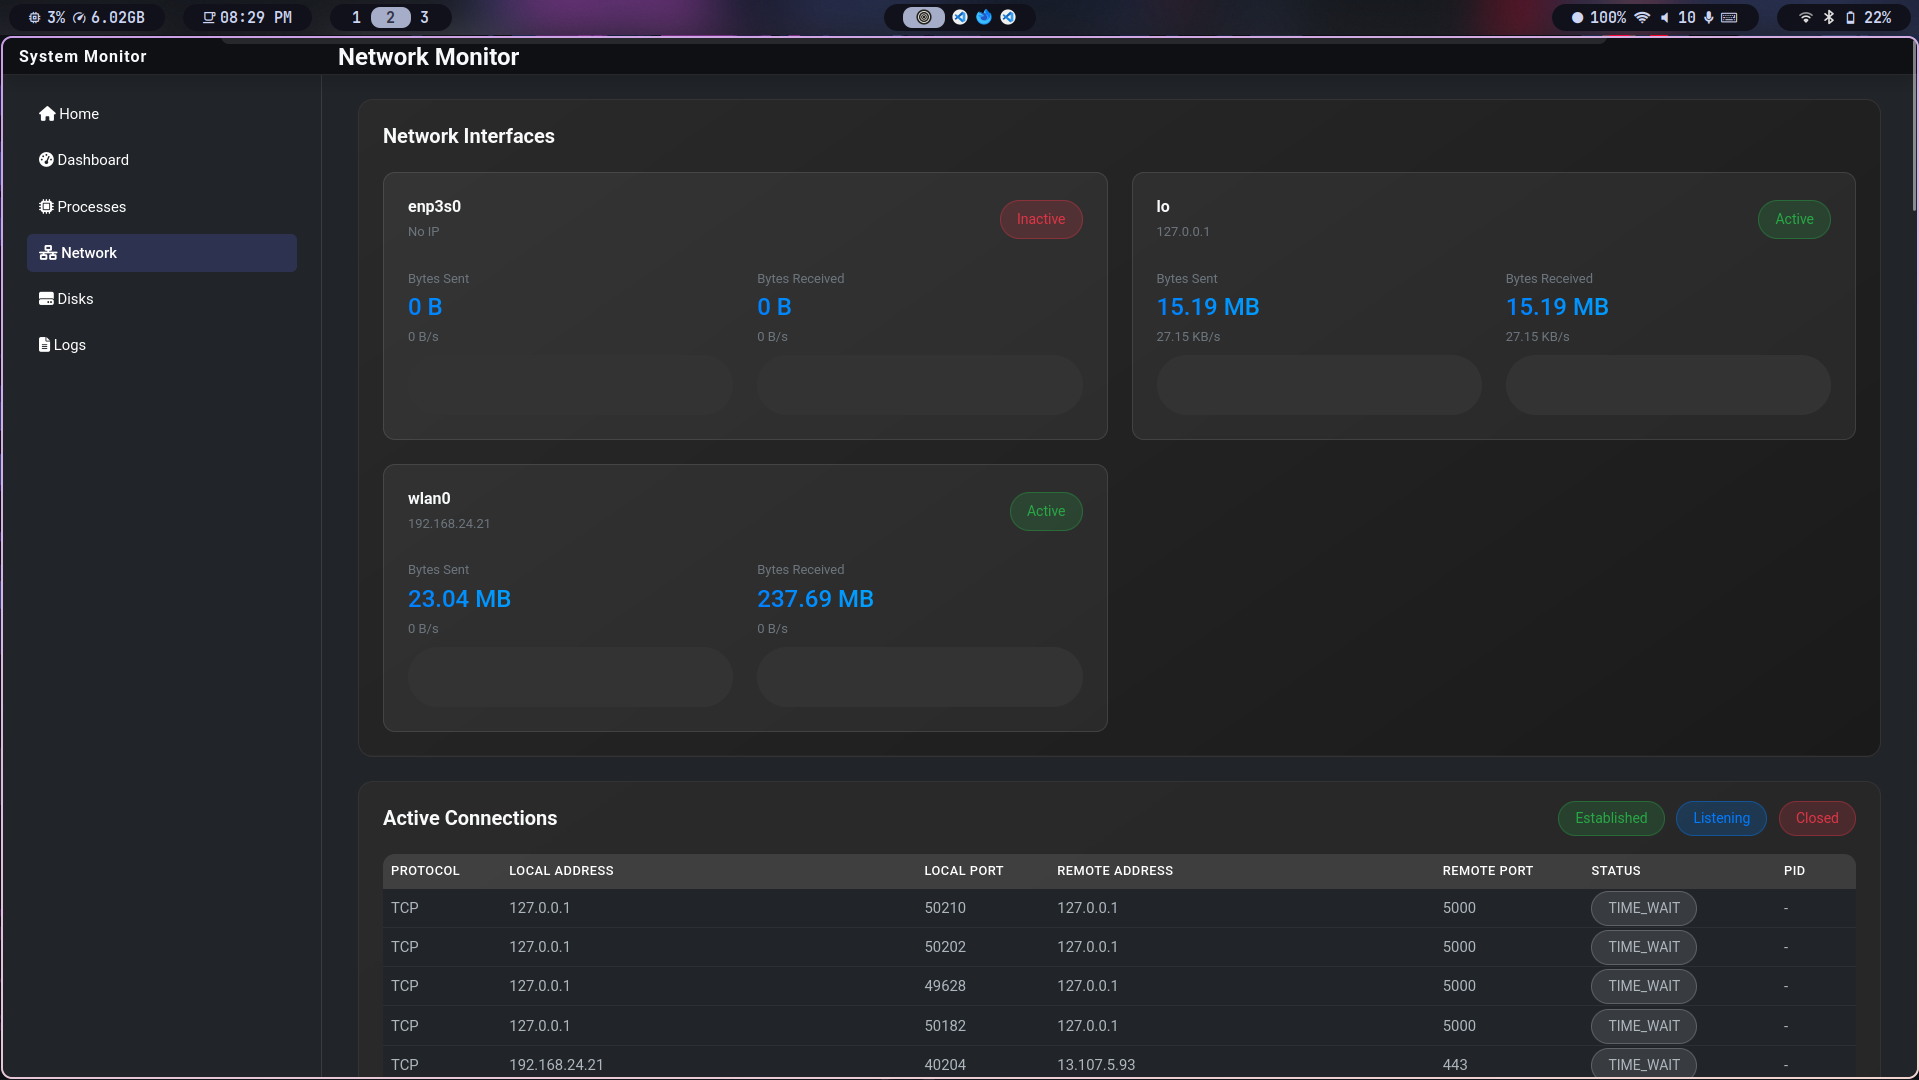 3% 6.02GB 08:29 PM 1 2 3 100% 10 22%
System Monitor
Network Monitor
Home
Dashboard
Processes
Network
Disks
Logs
Network Interfaces
enp3s0
No IP
Inactive
Bytes Sent
0 B
0 B/s
Bytes Received
0 B
0 B/s
lo
127.0.0.1
Active
Bytes Sent
15.19 MB
27.15 KB/s
Bytes Received
15.19 MB
27.15 KB/s
wlan0
192.168.24.21
Active
Bytes Sent
23.04 MB
0 B/s
Bytes Received
237.69 MB
0 B/s
Active Connections
Established Listening Closed
PROTOCOL LOCAL ADDRESS LOCAL PORT REMOTE ADDRESS REMOTE PORT STATUS PID
TCP 127.0.0.1 50210 127.0.0.1 5000 TIME_WAIT -
TCP 127.0.0.1 50202 127.0.0.1 5000 TIME_WAIT -
TCP 127.0.0.1 49628 127.0.0.1 5000 TIME_WAIT -
TCP 127.0.0.1 50182 127.0.0.1 5000 TIME_WAIT -
TCP 192.168.24.21 40204 13.107.5.93 443 TIME_WAIT -